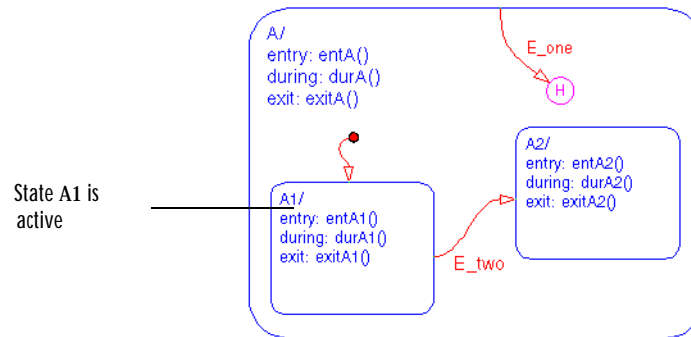 A/
entry: entA()
during: durA()
exit: exitA()
E_one
H
A2/
entry: entA2()
during: durA2()
exit: exitA2()
State A1 is
active
A1/
entry: entA1()
during: durA1()
exit: exitA1()
E_two